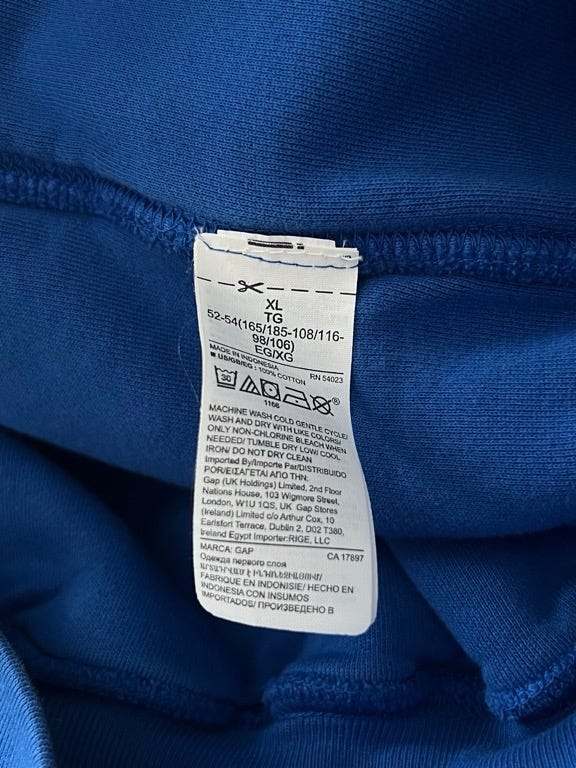 XL
TG
52-54(165/185-108/116-
98/106)
EG/XG
MADE IN INDONESIA RN 54023
■ US/GB/EG : 100% COTTON
30
®
1166
MACHINE WASH COLD GENTLE CYCLE/
WASH AND DRY WITH LIKE COLORS/
ONLY NON-CHLORINE BLEACH WHEN
NEEDED/ TUMBLE DRY LOW/ COOL
IRON/ DO NOT DRY CLEAN
Imported By/Importe Par/DISTRIBUIDO
POR/ΕΙΣΑΓΕΤΑΙ ΑΠΟ ΤΗΝ:
Gap (UK Holdings) Limited, 2nd Floor
Nations House, 103 Wigmore Street,
London, W1U 1QS, UK Gap Stores
(Ireland) Limited c/o Arthur Cox, 10
Earlsfort Terrace, Dublin 2, D02 T380,
Ireland Egypt Importer:RIGE, LLC
MARCA: GAP CA 17897
Одежда первого слоя
FABRIQUE EN INDONESIE/ HECHO EN
INDONESIA CON INSUMOS
IMPORTADOS/ ПРОИЗВЕДЕНО В